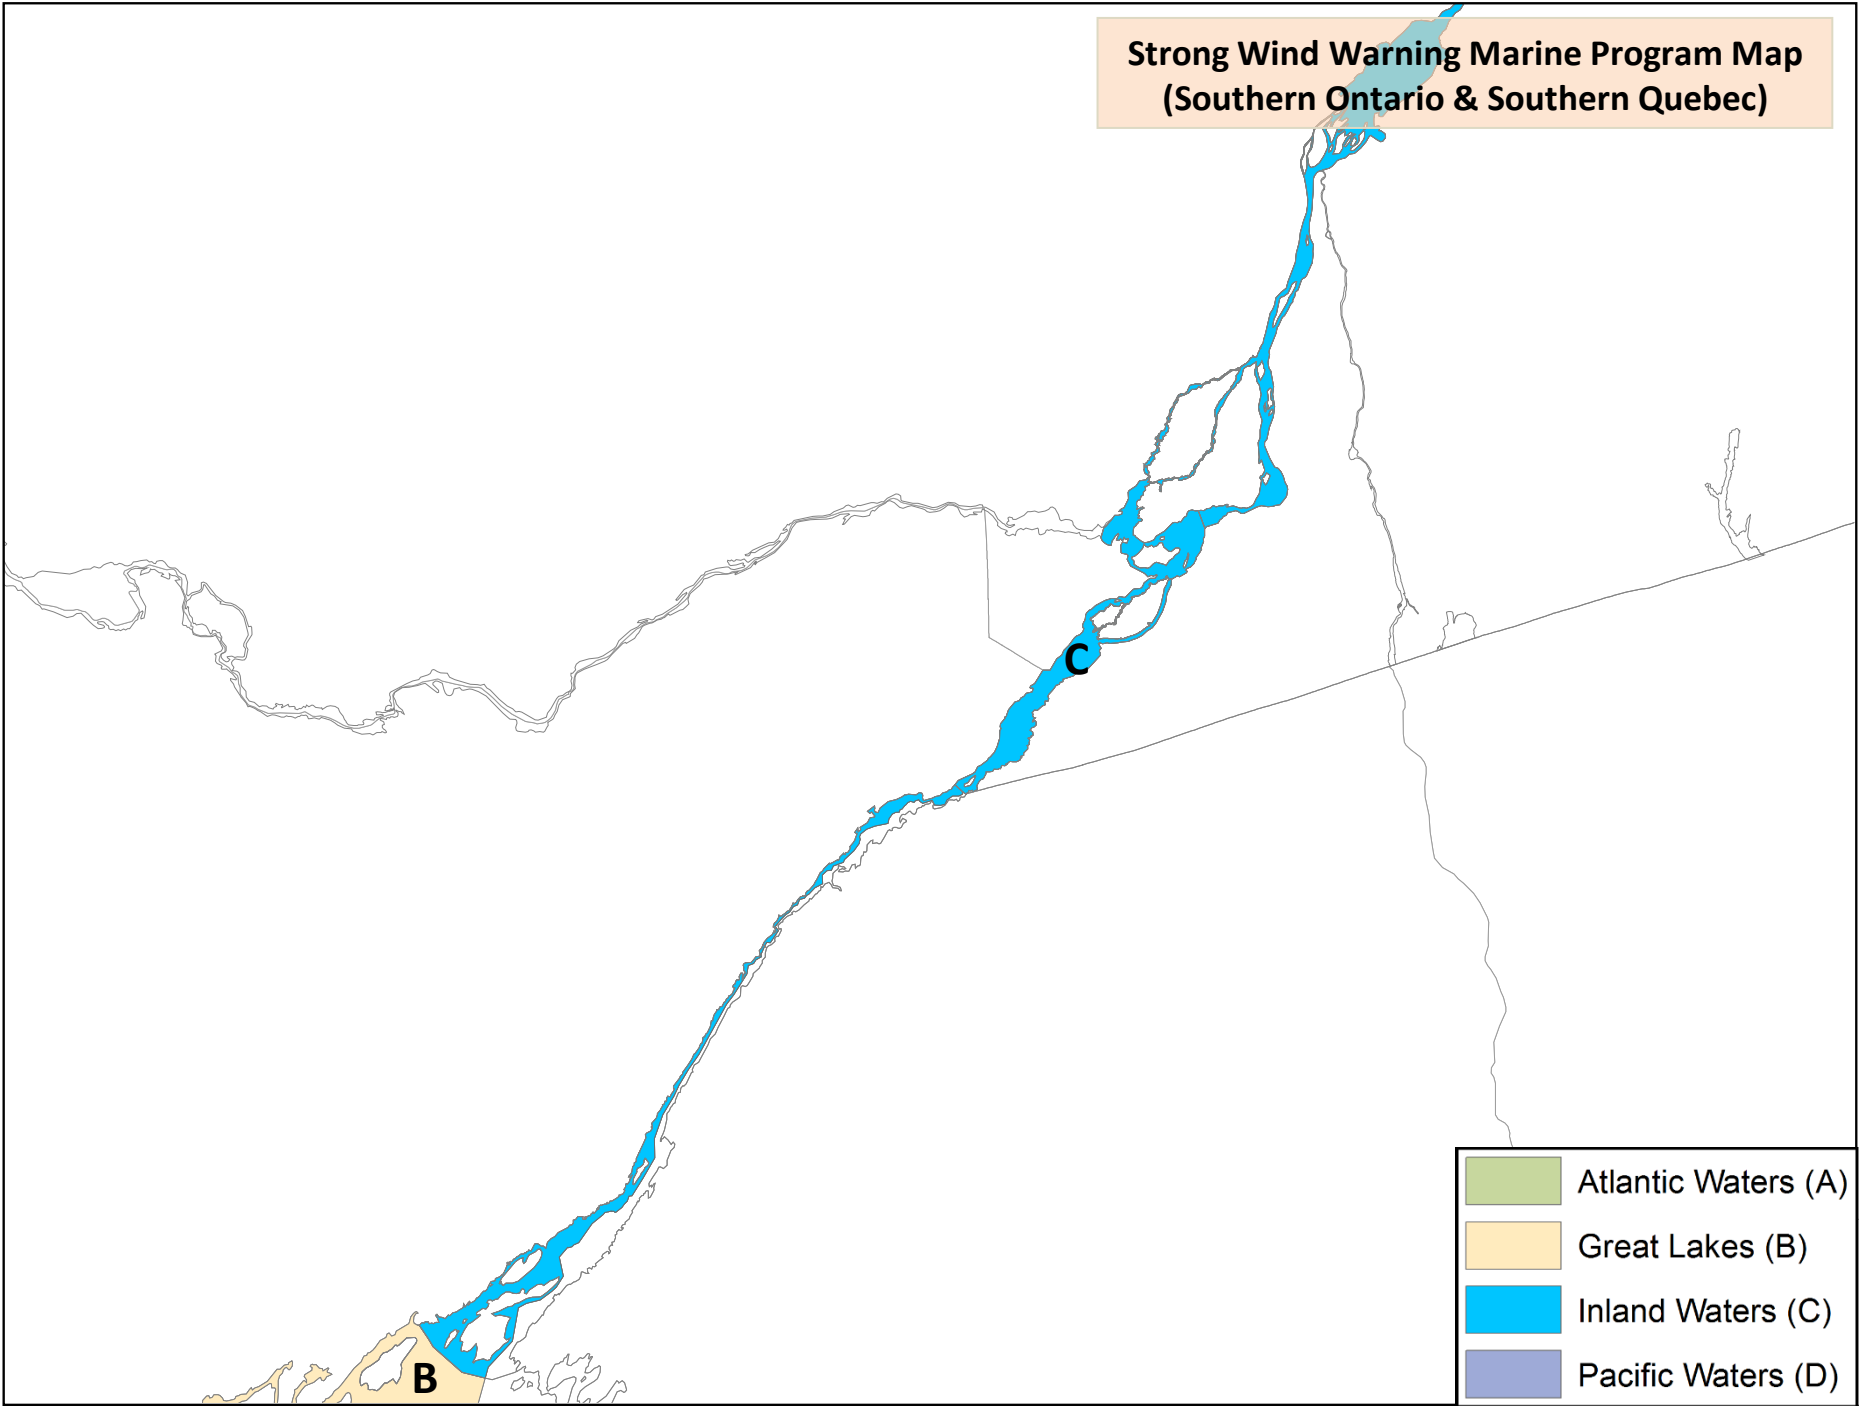 Strong Wind Warning Marine Program Map
(Southern Ontario & Southern Quebec)
C
B
Atlantic Waters (A)
Great Lakes (B)
Inland Waters (C)
Pacific Waters (D)